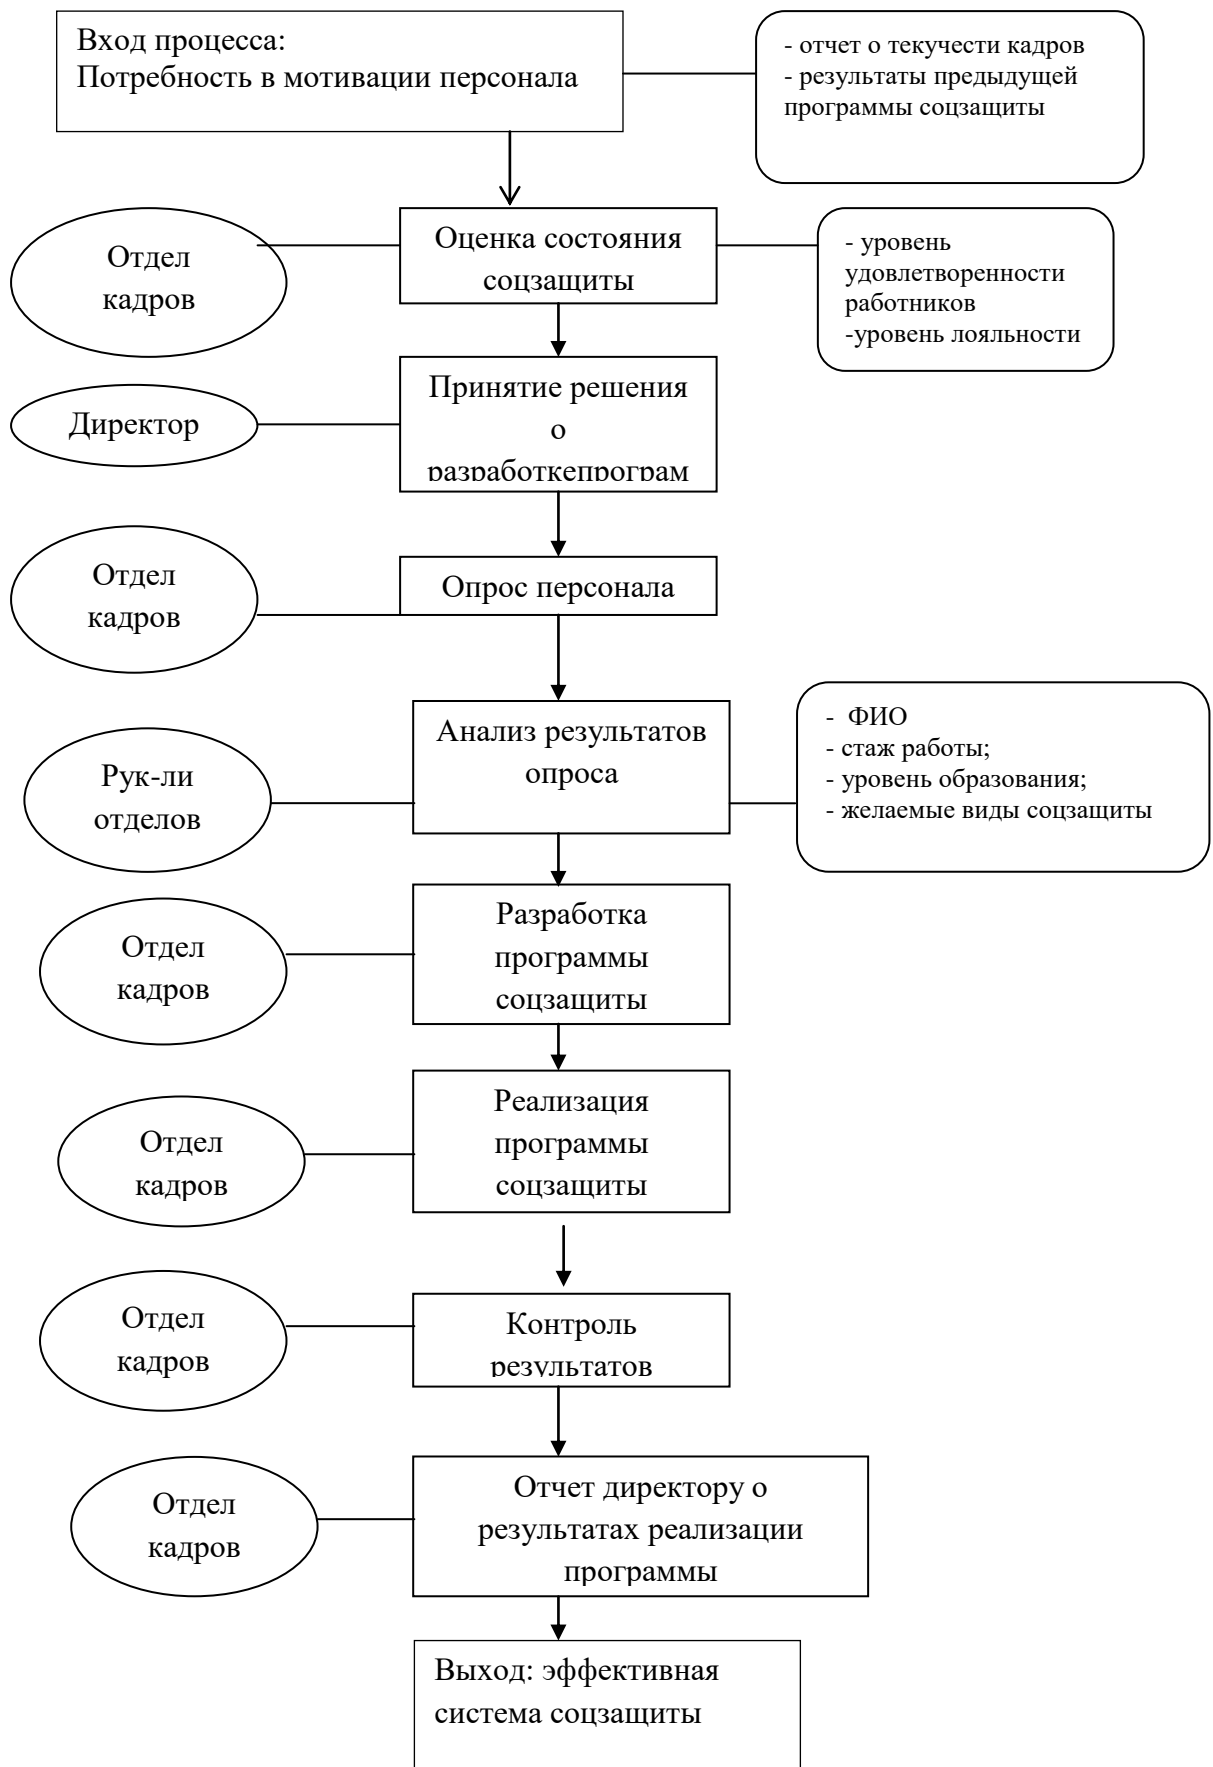 Вход процесса:
Потребность в мотивации персонала
- отчет о текучести кадров
- результаты предыдущей
программы соцзащиты
Отдел
кадров
Оценка состояния
соцзащиты
- уровень
удовлетворенности
работников
-уровень лояльности
Директор
Принятие решения
о
разработкепрограм
Отдел
кадров
Опрос персонала
Рук-ли
отделов
Анализ результатов
опроса
- ФИО
- стаж работы;
- уровень образования;
- желаемые виды соцзащиты
Отдел
кадров
Разработка
программы
соцзащиты
Отдел
кадров
Реализация
программы
соцзащиты
Отдел
кадров
Контроль
результатов
Отдел
кадров
Отчет директору о
результатах реализации
программы
Выход: эффективная
система соцзащиты